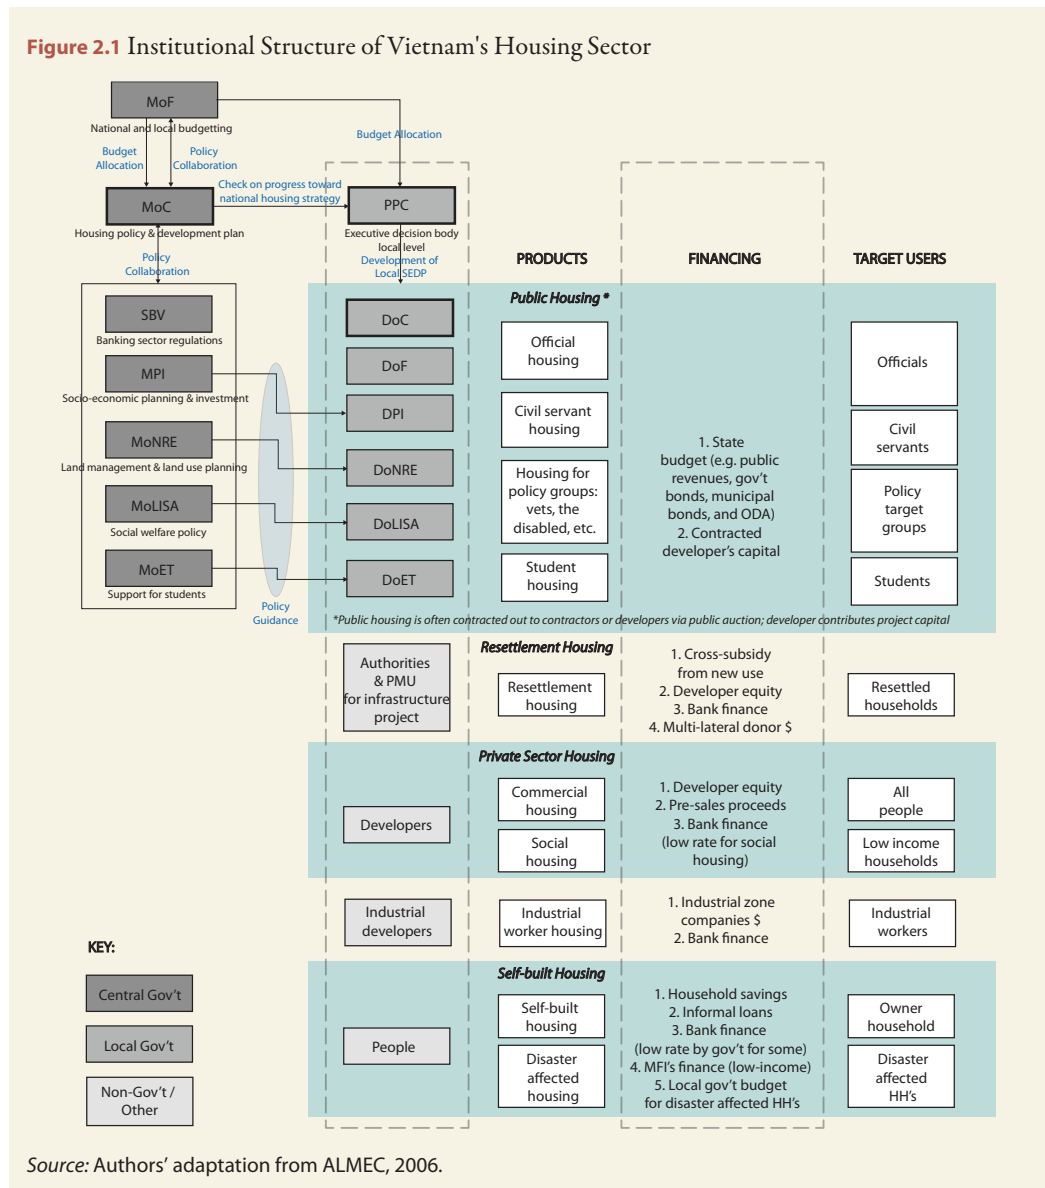 Figure 2.1 Institutional Structure of Vietnam's Housing Sector
MoF
National and local budgetting
Budget
Allocation
Policy
Collaboration
Budget Allocation
MoC
Housing policy & development plan
Check on progress toward
national housing strategy
PPC
Executive decision body
local level
Development of
Local SEDP
Policy
Collaboration
PRODUCTS
FINANCING
TARGET USERS
SBV
Banking sector regulations
MPI
Socio-economic planning & investment
MoNRE
Land management & land use planning
MoLISA
Social welfare policy
MoET
Support for students
Policy
Guidance
Public Housing *
DoC
DoF
DPI
DoNRE
DoLISA
DoET
Official
housing
Civil servant
housing
Housing for
policy groups:
vets, the
disabled, etc.
Student
housing
1. State
budget (e.g. public
revenues, gov't
bonds, municipal
bonds, and ODA)
2. Contracted
developer's capital
Officials
Civil
servants
Policy
target
groups
Students
*Public housing is often contracted out to contractors or developers via public auction; developer contributes project capital
Resettlement Housing
Authorities
& PMU
for infrastructure
project
Resettlement
housing
1. Cross-subsidy
from new use
2. Developer equity
3. Bank finance
4. Multi-lateral donor $
Resettled
households
Private Sector Housing
Developers
Commercial
housing
Social
housing
1. Developer equity
2. Pre-sales proceeds
3. Bank finance
(low rate for social
housing)
All
people
Low income
households
Industrial
developers
Industrial
worker housing
1. Industrial zone
companies $
2. Bank finance
Industrial
workers
Self-built Housing
People
Self-built
housing
Disaster
affected
housing
1. Household savings
2. Informal loans
3. Bank finance
(low rate by gov't for some)
4. MFI's finance (low-income)
5. Local gov't budget
for disaster affected HH's
Owner
household
Disaster
affected
HH's
KEY:
Central Gov't
Local Gov't
Non-Gov't /
Other
Source: Authors' adaptation from ALMEC, 2006.